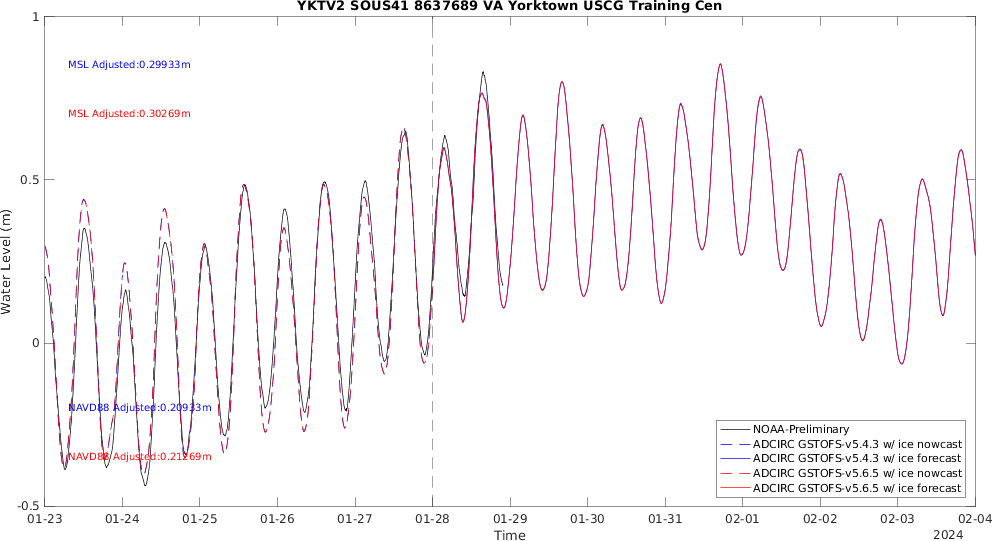 YKTV2 SOUS41 8637689 VA Yorktown USCG Training Cen
1
MSL Adjusted:0.29933m
MSL Adjusted:0.30269m
0.5
Water Level (m)
0
NAVD88 Adjusted:0.20933m
NAVD88 Adjusted:0.21269m
-0.5
NOAA-Preliminary
ADCIRC GSTOFS-v5.4.3 w/ ice nowcast
ADCIRC GSTOFS-v5.4.3 w/ ice forecast
ADCIRC GSTOFS-v5.6.5 w/ ice nowcast
ADCIRC GSTOFS-v5.6.5 w/ ice forecast
01-23 01-24 01-25 01-26 01-27 01-28 01-29 01-30 01-31 02-01 02-02 02-03 02-04
Time
2024